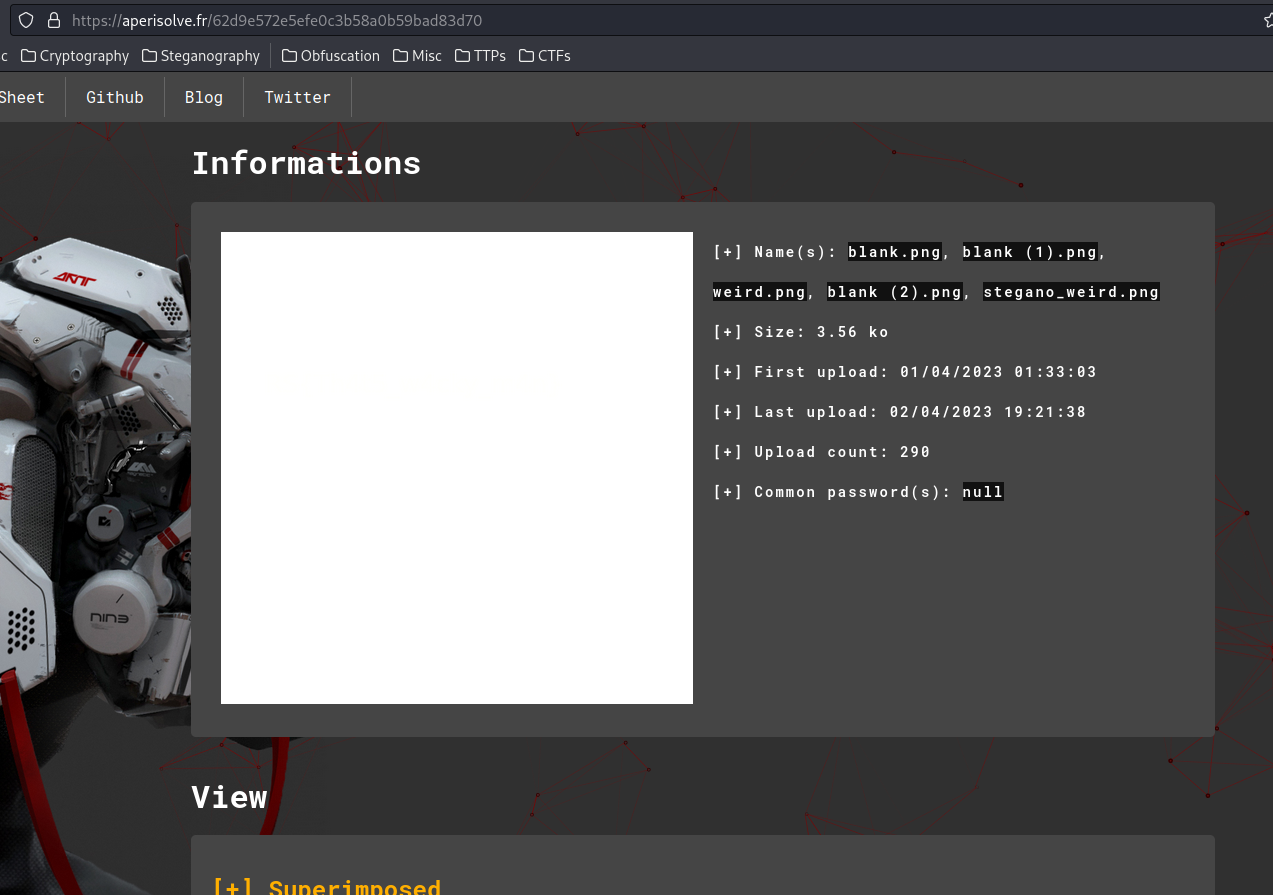 https://aperisolve.fr/62d9e572e5efe0c3b58a0b59bad83d70
c Cryptography Steganography Obfuscation Misc TTPs CTFs
Sheet Github Blog Twitter
Informations
[+] Name(s): blank.png, blank (1).png,
weird.png, blank (2).png, stegano_weird.png
[+] Size: 3.56 ko
[+] First upload: 01/04/2023 01:33:03
[+] Last upload: 02/04/2023 19:21:38
[+] Upload count: 290
[+] Common password(s): null
ANT
NIN3
View
[+] Superimposed